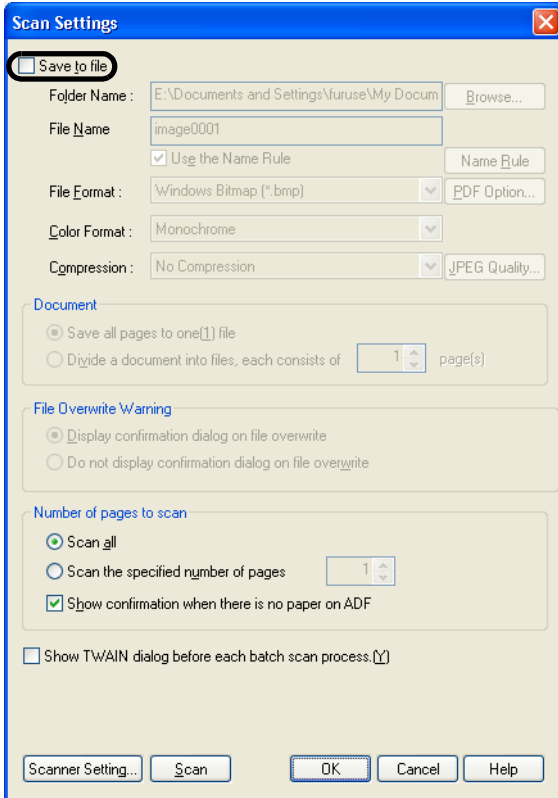 Scan Settings
Save to file
Folder Name : E:\Documents and Settings\furuse\My Docum Browse...
File Name image0001
Use the Name Rule Name Rule
File Format : Windows Bitmap (*.bmp) PDF Option...
Color Format : Monochrome
Compression : No Compression JPEG Quality...
Document
Save all pages to one(1) file
Divide a document into files, each consists of 1 page(s)
File Overwrite Warning
Display confirmation dialog on file overwrite
Do not display confirmation dialog on file overwrite
Number of pages to scan
Scan all
Scan the specified number of pages 1
Show confirmation when there is no paper on ADF
Show TWAIN dialog before each batch scan process.(Y)
Scanner Setting... Scan OK Cancel Help